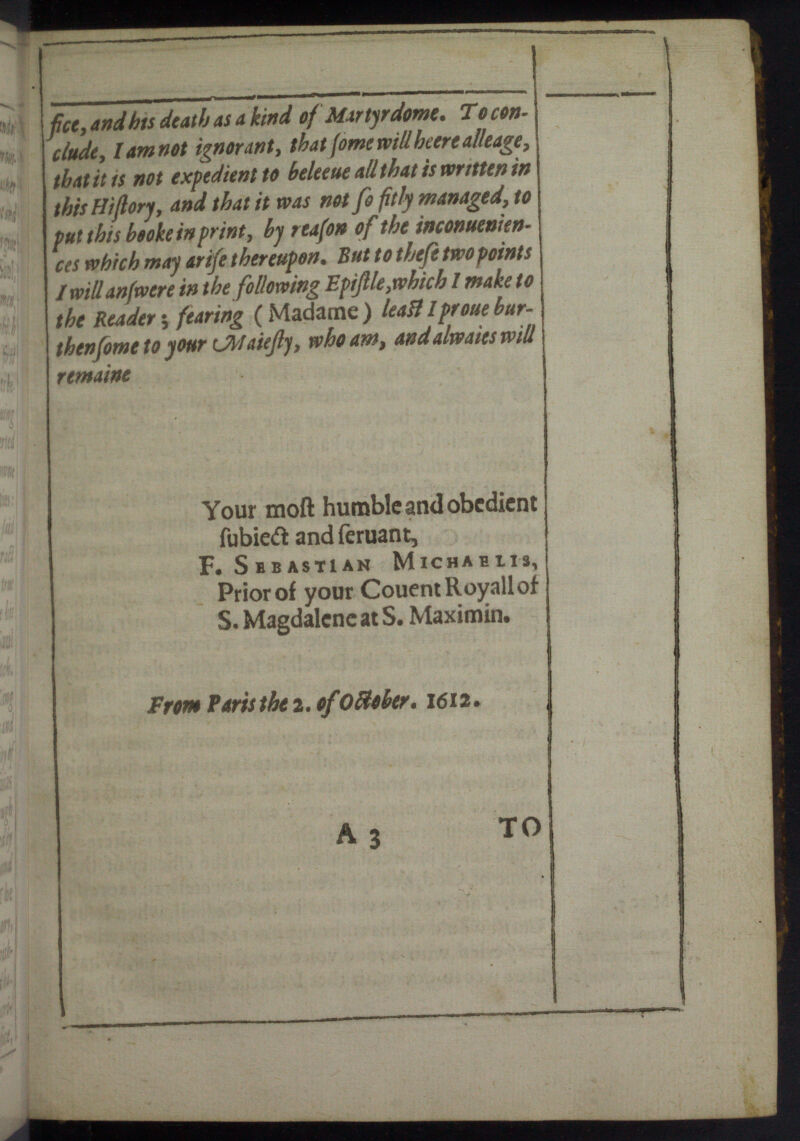 fice, and his death as a kind of Martyrdome. To con-
clude, I am not ignorant, that ſome will heere alleage,
that it is not expedient to beleeue all that is written in
this Hiſtory, and that it was not ſo fitly managed, to
put this booke in print, by reaſon of the inconuenien-
ces which may ariſe thereupon. But to theſe two points
I will anſwere in the following Epiſtle, which I make to
the Reader; fearing (Madame) leaſt I proue bur-
thenſome to your Maieſty, who am, and alwaies will
remaine
Your moſt humble and obedient
ſubiect and ſeruant,
F. SEBASTIAN MICHAELIS,
Prior of your Couent Royall of
S. Magdalene at S. Maximin.
From Paris the 2. of October. 1612.
A 3 TO